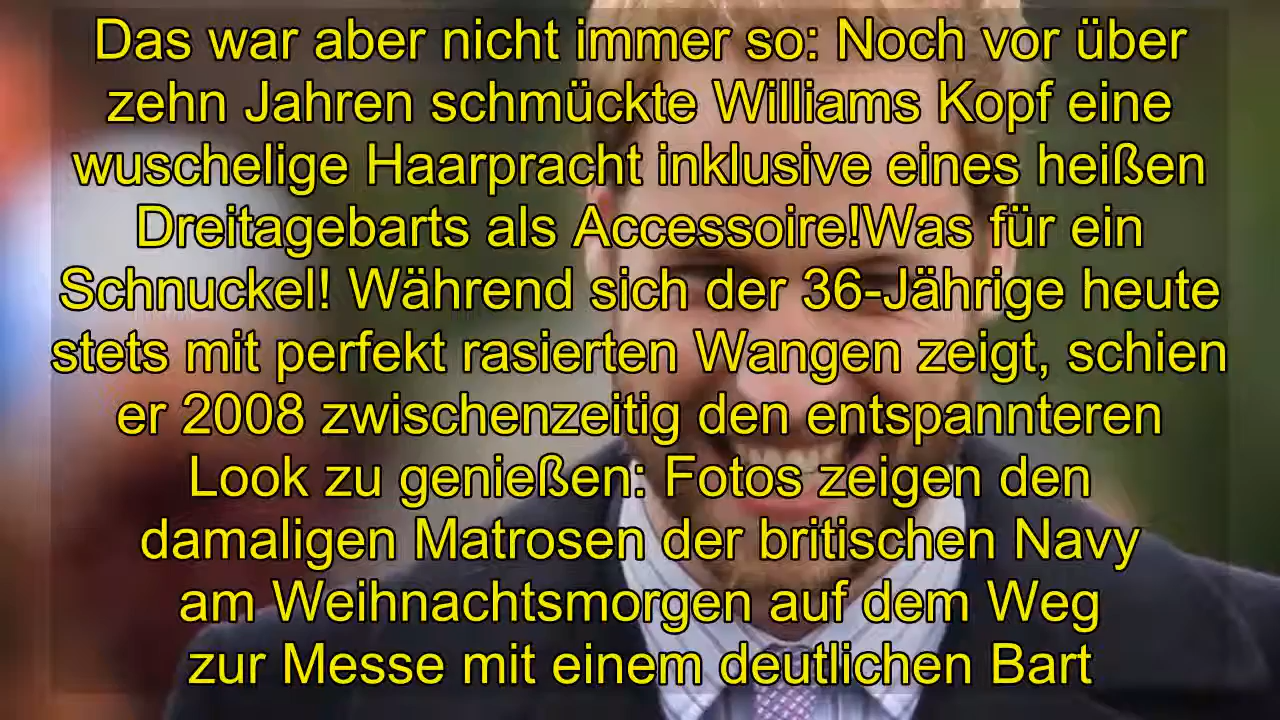 Das war aber nicht immer so: Noch vor über
zehn Jahren schmückte Williams Kopf eine
wuschelige Haarpracht inklusive eines heißen
Dreitagebarts als Accessoire!Was für ein
Schnuckel! Während sich der 36-Jährige heute
stets mit perfekt rasierten Wangen zeigt, schien
er 2008 zwischenzeitig den entspannteren
Look zu genießen: Fotos zeigen den
damaligen Matrosen der britischen Navy
am Weihnachtsmorgen auf dem Weg
zur Messe mit einem deutlichen Bart